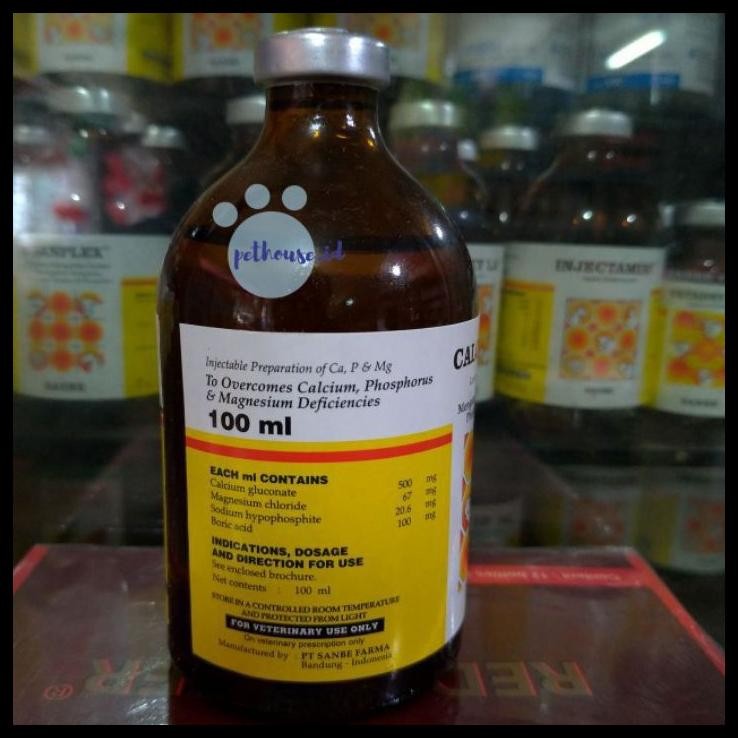 pethouse.id
Injectable Preparation of Ca, P & Mg
To Overcomes Calcium, Phosphorus
& Magnesium Deficiencies
100 ml
EACH ml CONTAINS
Calcium gluconate 500 mg
Magnesium chloride 67 mg
Sodium hypophosphite 20.6 mg
Boric acid 100 mg
INDICATIONS, DOSAGE
AND DIRECTION FOR USE
See enclosed brochure.
Net contents : 100 ml
STORE IN A CONTROLLED ROOM TEMPERATURE
AND PROTECTED FROM LIGHT
FOR VETERINARY USE ONLY
On veterinary prescription only
Manufactured by : PT SANBE FARMA
Bandung - Indonesia
CAL
INJECTAMIN
SANBE
RED